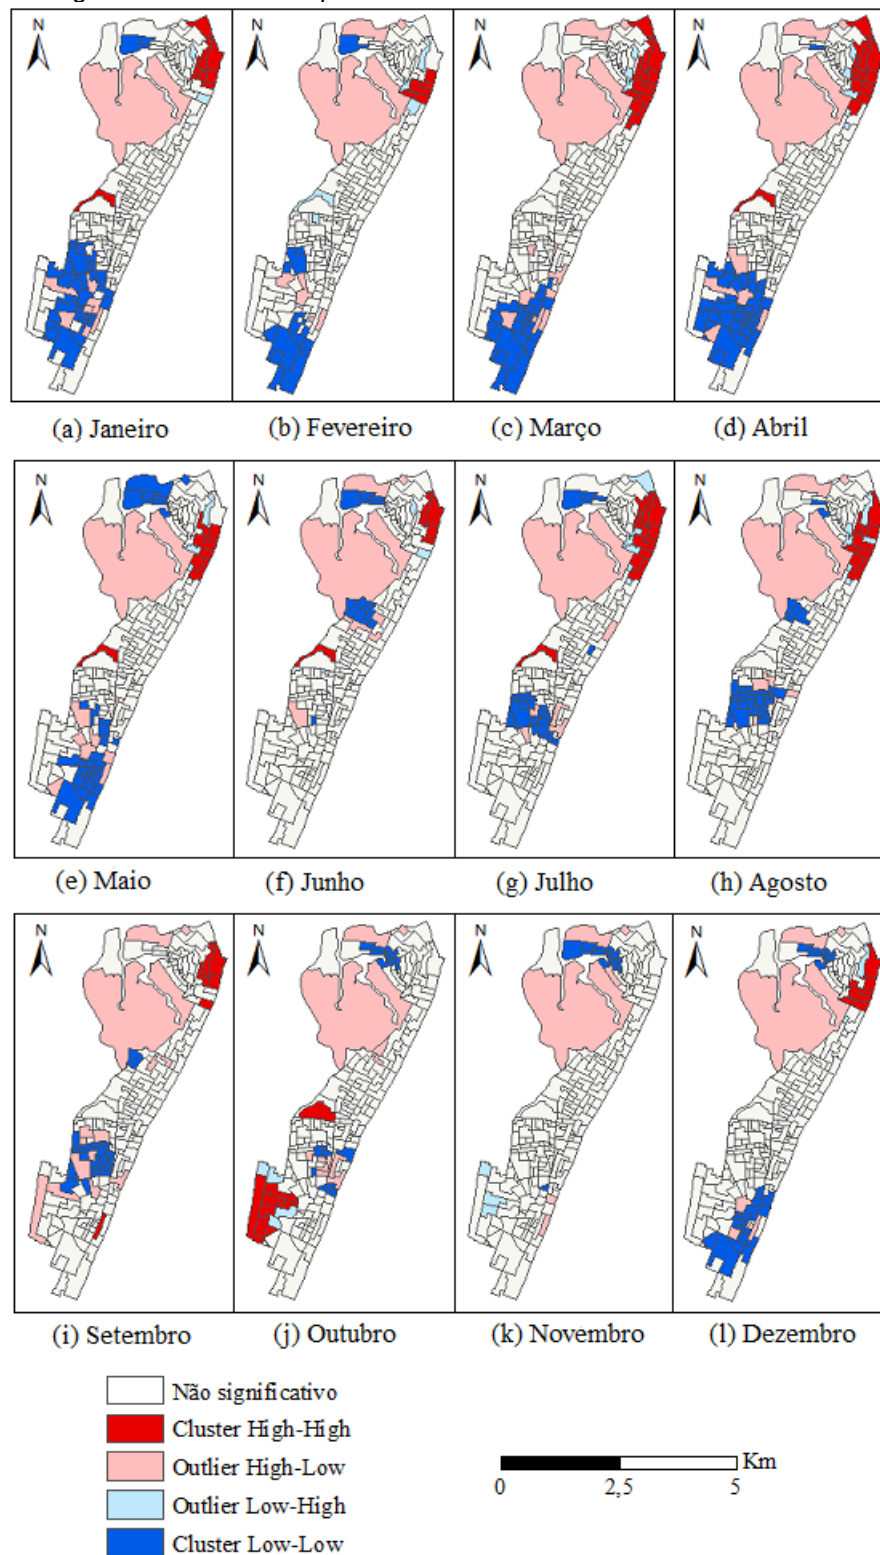 N N N N
(a) Janeiro (b) Fevereiro (c) Março (d) Abril
N N N N
(e) Maio (f) Junho (g) Julho (h) Agosto
N N N N
(i) Setembro (j) Outubro (k) Novembro (l) Dezembro
Não significativo
Cluster High-High
Outlier High-Low
Outlier Low-High
Cluster Low-Low
Km
0 2,5 5